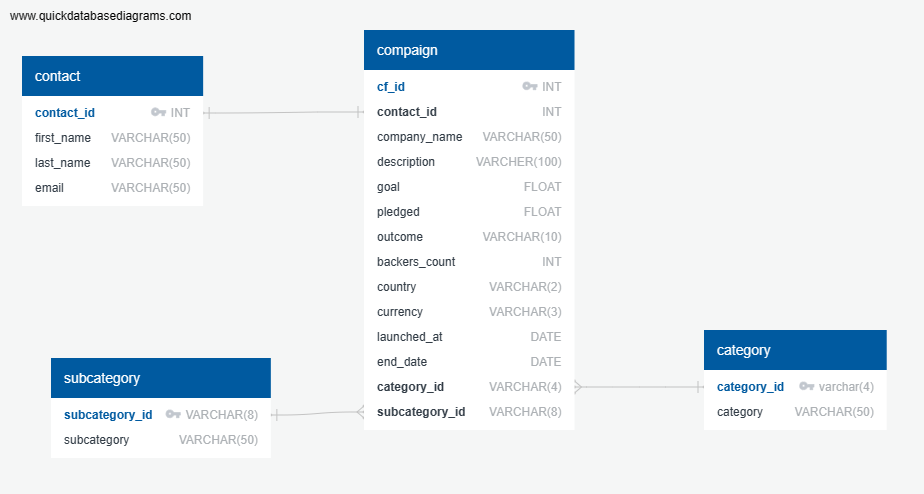 www.quickdatabasediagrams.com
contact
contact_id INT
first_name VARCHAR(50)
last_name VARCHAR(50)
email VARCHAR(50)
compaign
cf_id INT
contact_id INT
company_name VARCHAR(50)
description VARCHER(100)
goal FLOAT
pledged FLOAT
outcome VARCHAR(10)
backers_count INT
country VARCHAR(2)
currency VARCHAR(3)
launched_at DATE
end_date DATE
category_id VARCHAR(4)
subcategory_id VARCHAR(8)
subcategory
subcategory_id VARCHAR(8)
subcategory VARCHAR(50)
category
category_id varchar(4)
category VARCHAR(50)